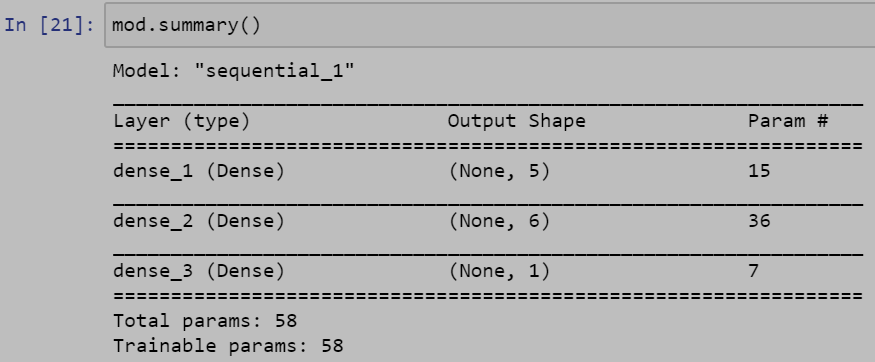 In [21]: mod.summary()
Model: "sequential_1"
_________________________________________________________________
Layer (type)                 Output Shape              Param #
=================================================================
dense_1 (Dense)              (None, 5)                 15
_________________________________________________________________
dense_2 (Dense)              (None, 6)                 36
_________________________________________________________________
dense_3 (Dense)              (None, 1)                 7
=================================================================
Total params: 58
Trainable params: 58